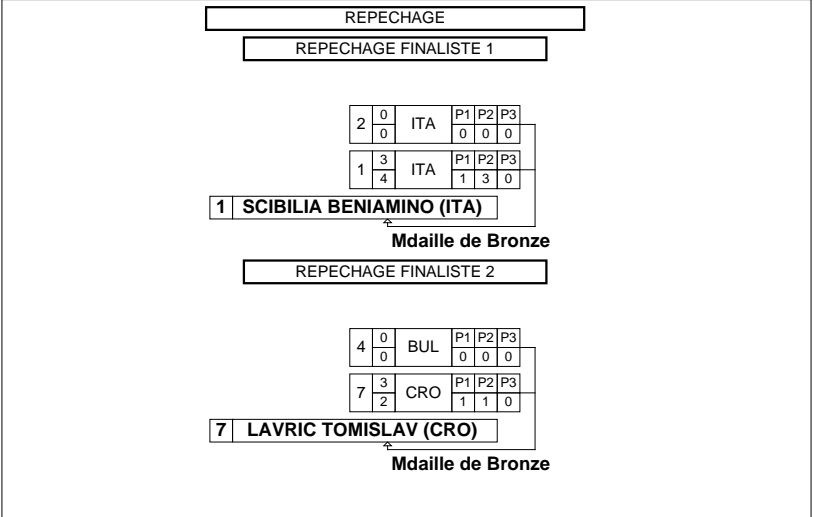 REPECHAGE
REPECHAGE FINALISTE 1
2 0 ITA P1 P2 P3
0 0 0 0
1 3 ITA P1 P2 P3
4 1 3 0
1 SCIBILIA BENIAMINO (ITA)
Mdaille de Bronze
REPECHAGE FINALISTE 2
4 0 BUL P1 P2 P3
0 0 0 0
7 3 CRO P1 P2 P3
2 1 1 0
7 LAVRIC TOMISLAV (CRO)
Mdaille de Bronze